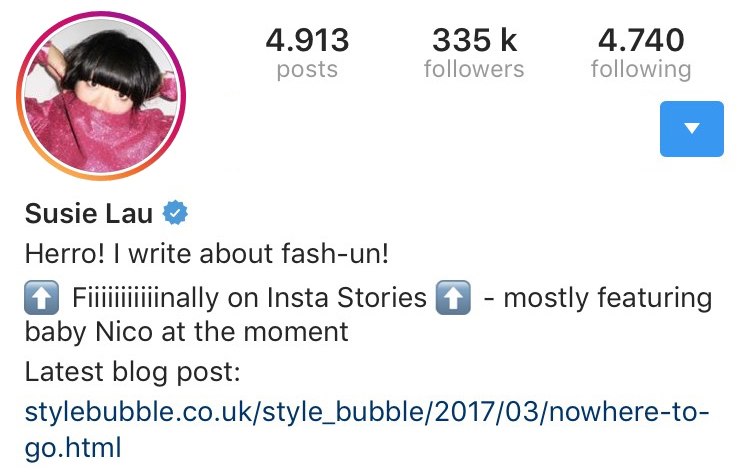 4.913 335 k 4.740
posts followers following
Susie Lau
Herro! I write about fash-un!
⬆️ Fiiiiiiiiiiinally on Insta Stories ⬆️ - mostly featuring
baby Nico at the moment
Latest blog post:
stylebubble.co.uk/style_bubble/2017/03/nowhere-to-
go.html